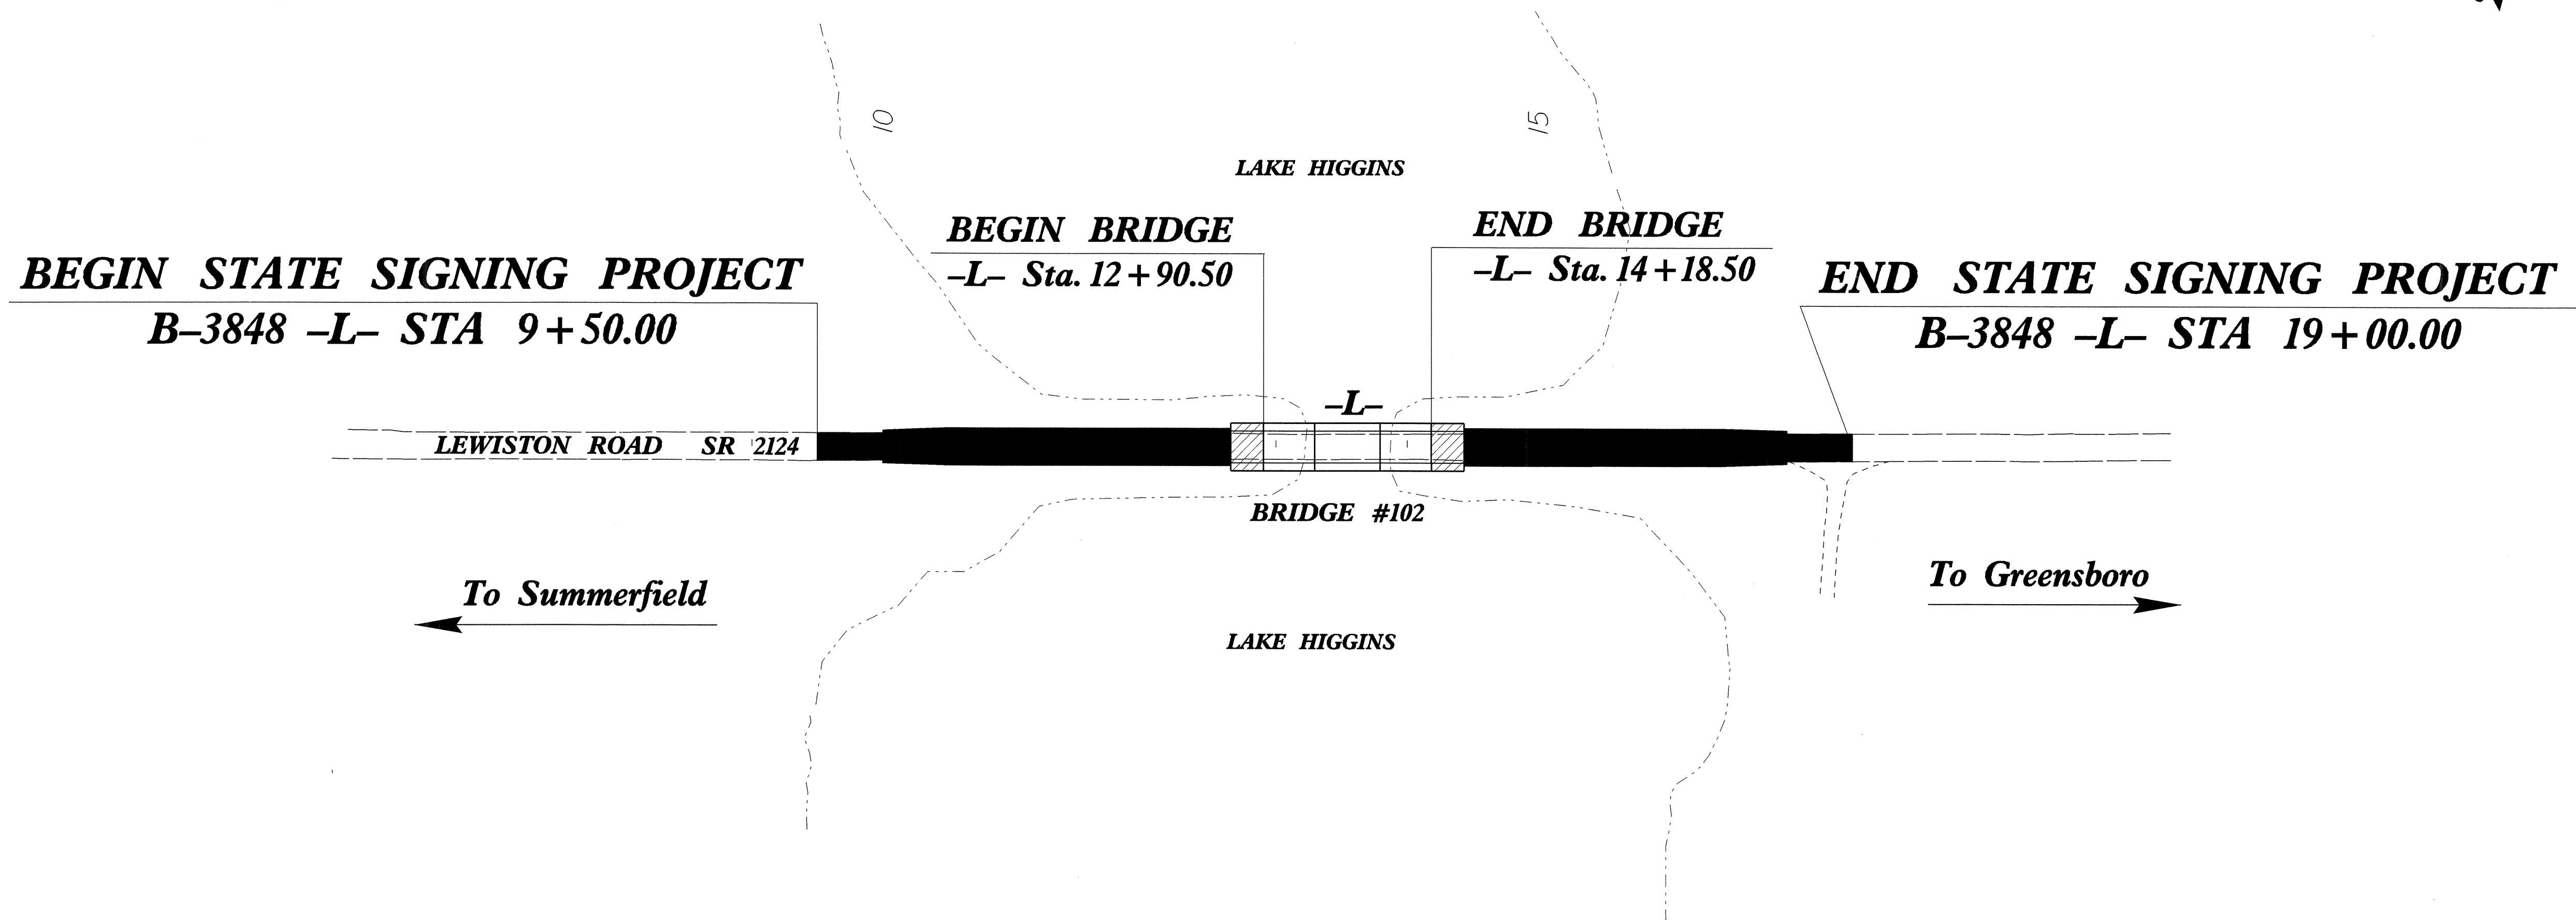 10
15
LAKE HIGGINS
BEGIN BRIDGE
–L– Sta. 12+90.50
END BRIDGE
–L– Sta. 14+18.50
BEGIN STATE SIGNING PROJECT
B–3848 –L– STA 9+50.00
END STATE SIGNING PROJECT
B–3848 –L– STA 19+00.00
–L–
LEWISTON ROAD SR 2124
BRIDGE #102
To Summerfield
To Greensboro
LAKE HIGGINS